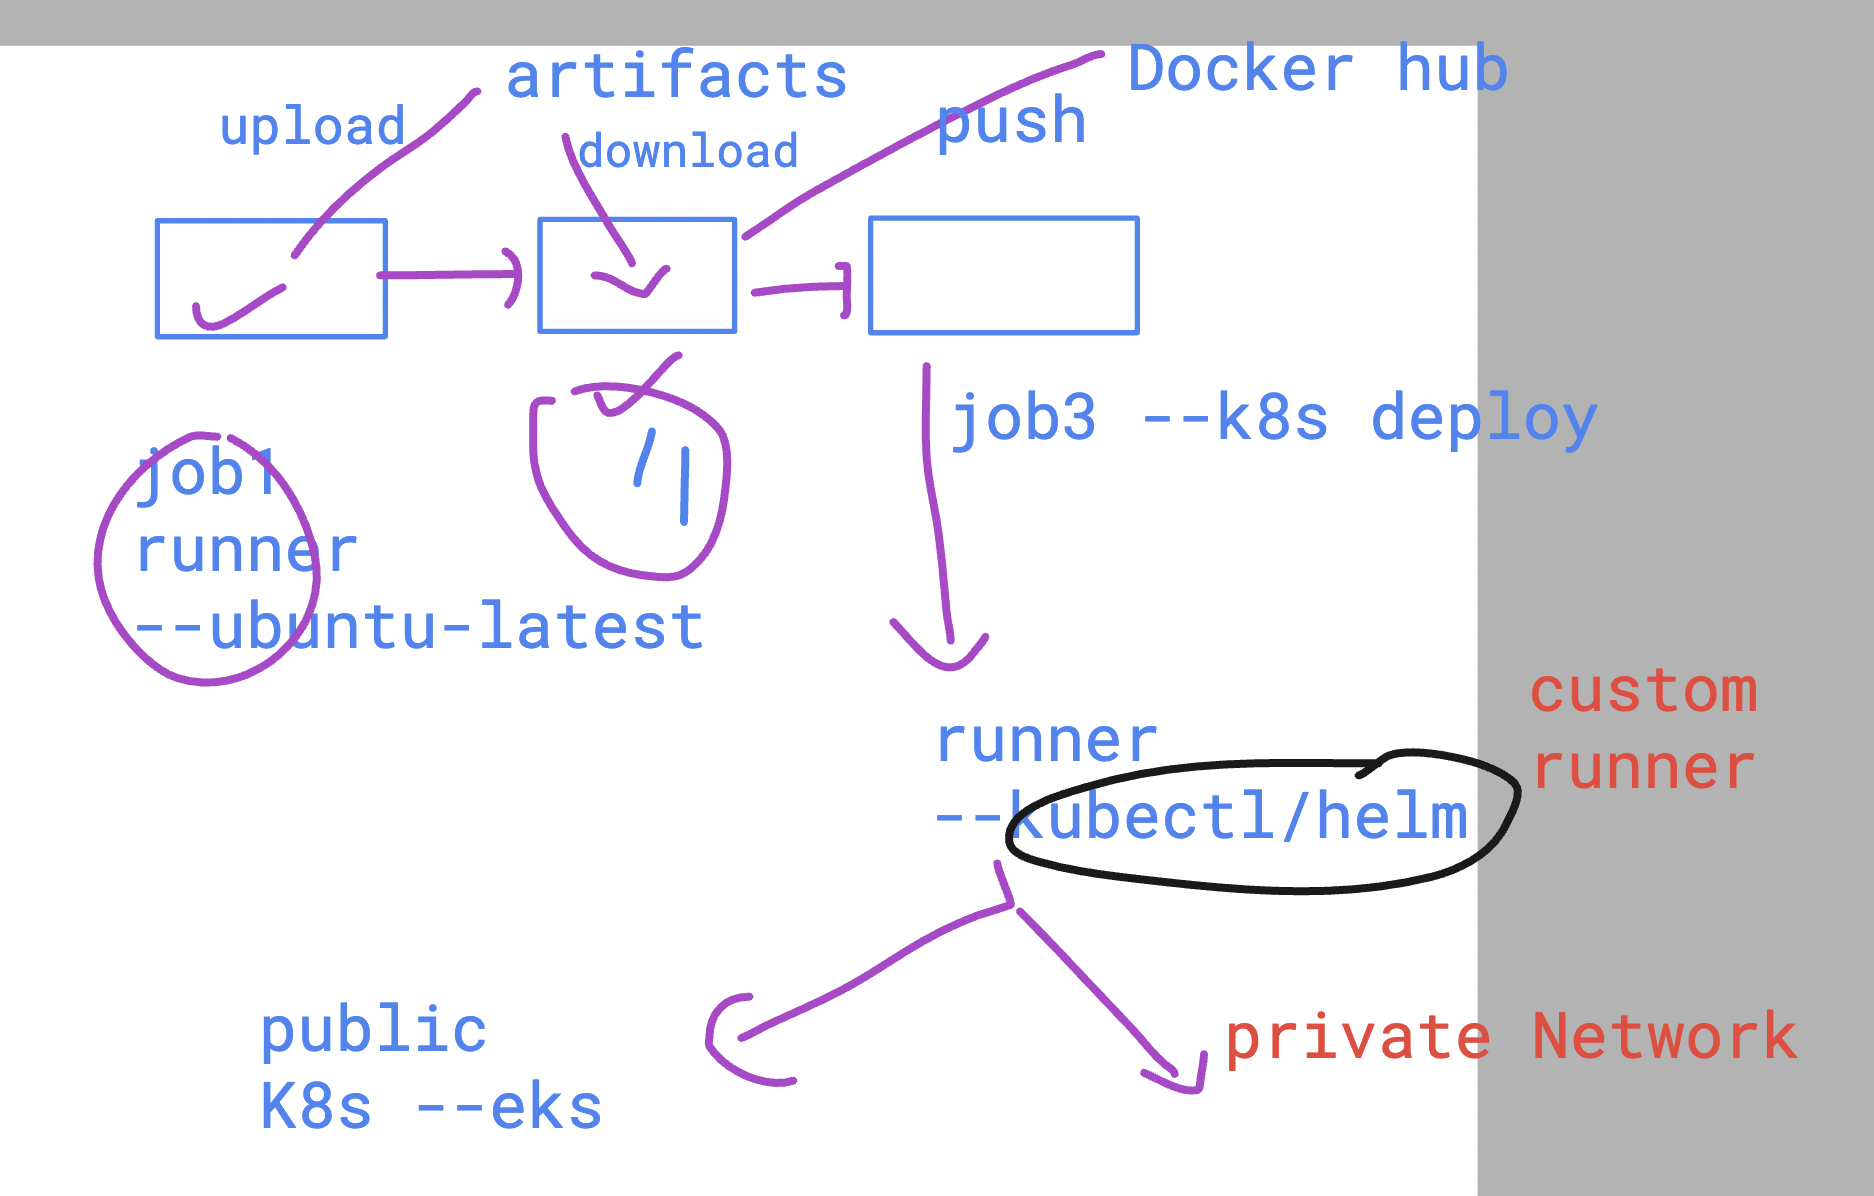 artifacts
Docker hub
upload
push
download
job3 --k8s deploy
job1
runner
--ubuntu-latest
custom
runner
runner
--kubectl/helm
public
K8s --eks
private Network